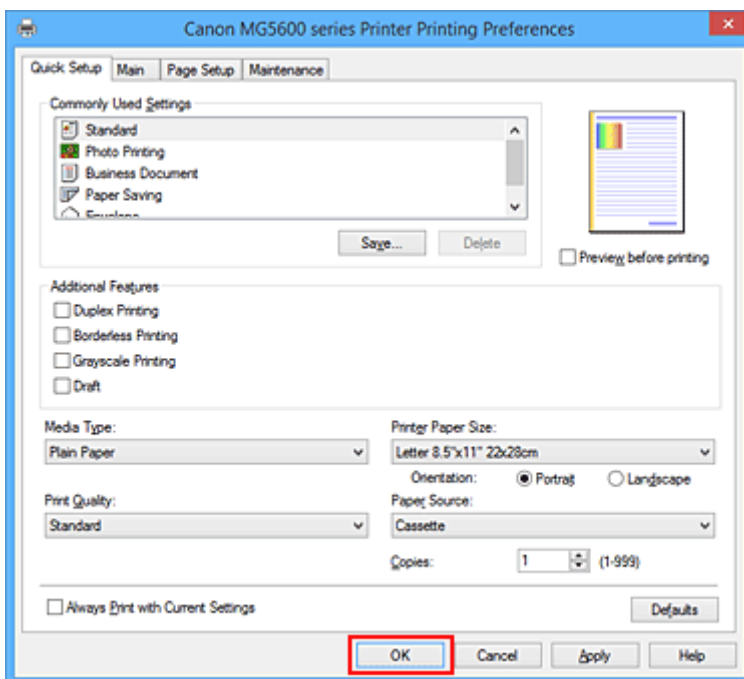 Canon MG5600 series Printer Printing Preferences
Quick Setup Main Page Setup Maintenance
Commonly Used Settings
Standard
Photo Printing
Business Document
Paper Saving
Save... Delete
Preview before printing
Additional Features
Duplex Printing
Borderless Printing
Grayscale Printing
Draft
Media Type:
Plain Paper
Printer Paper Size:
Letter 8.5"x11" 22x28cm
Orientation: Portrait Landscape
Print Quality:
Standard
Paper Source:
Cassette
Copies: 1 (1-999)
Always Print with Current Settings
Defaults
OK Cancel Apply Help